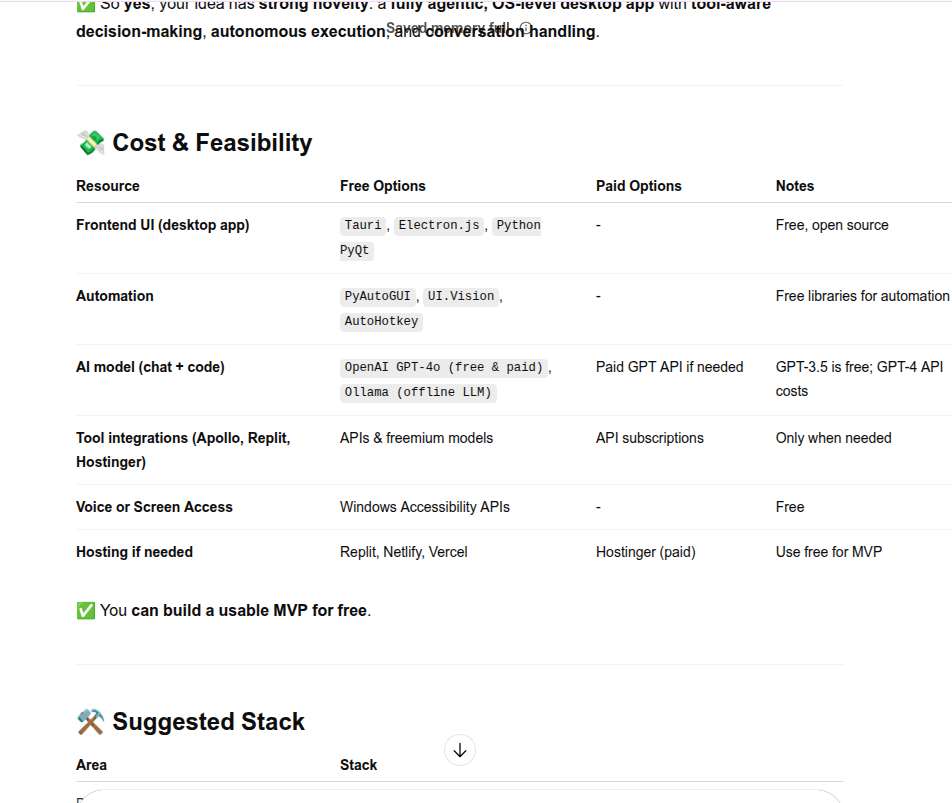 ✅ So yes, your idea has strong novelty: a fully agentic, OS-level desktop app with tool-aware
Saved memory full
decision-making, autonomous execution, and conversation handling.
💸 Cost & Feasibility
Resource Free Options Paid Options Notes
Frontend UI (desktop app) Tauri, Electron.js, Python - Free, open source
PyQt
Automation PyAutoGUI, UI.Vision, - Free libraries for automation
AutoHotkey
AI model (chat + code) OpenAI GPT-4o (free & paid), Paid GPT API if needed GPT-3.5 is free; GPT-4 API
Ollama (offline LLM) costs
Tool integrations (Apollo, Replit, APIs & freemium models API subscriptions Only when needed
Hostinger)
Voice or Screen Access Windows Accessibility APIs - Free
Hosting if needed Replit, Netlify, Vercel Hostinger (paid) Use free for MVP
✅ You can build a usable MVP for free.
⚒️ Suggested Stack
Area Stack